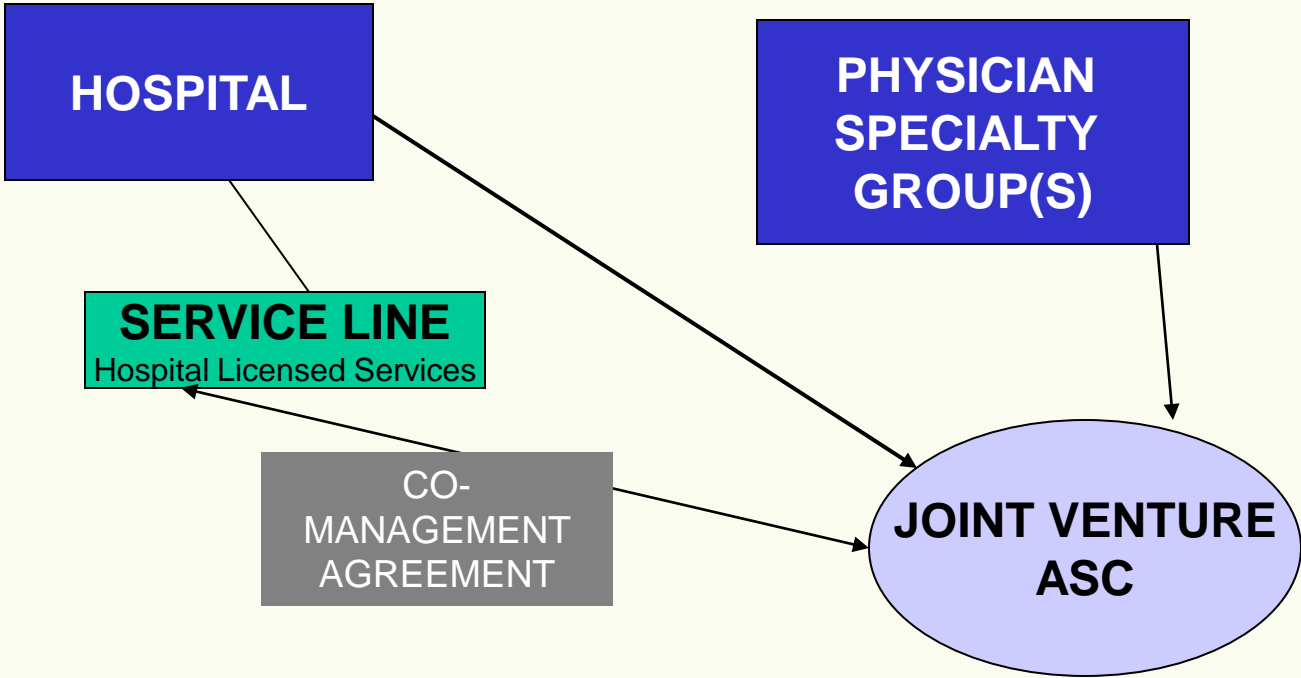 HOSPITAL
PHYSICIAN
SPECIALTY
GROUP(S)
SERVICE LINE
Hospital Licensed Services
CO-
MANAGEMENT
AGREEMENT
JOINT VENTURE
ASC